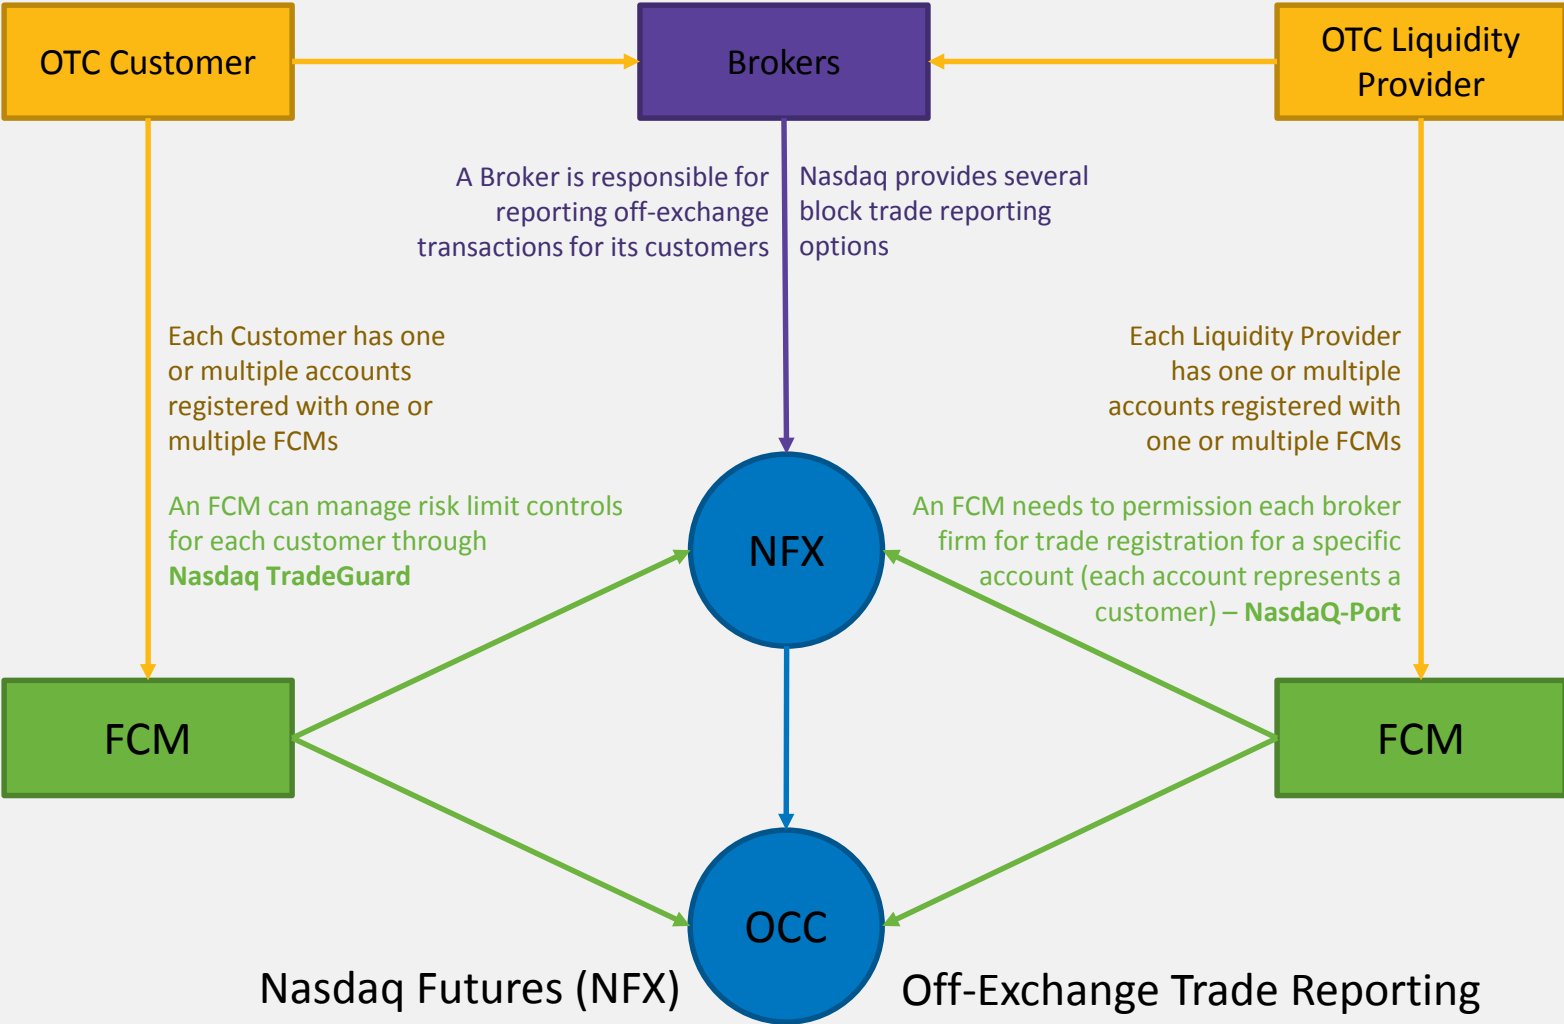 OTC Customer
Brokers
OTC Liquidity
Provider
A Broker is responsible for
reporting off-exchange
transactions for its customers
Nasdaq provides several
block trade reporting
options
Each Customer has one
or multiple accounts
registered with one or
multiple FCMs
Each Liquidity Provider
has one or multiple
accounts registered with
one or multiple FCMs
An FCM can manage risk limit controls
for each customer through
Nasdaq TradeGuard
NFX
An FCM needs to permission each broker
firm for trade registration for a specific
account (each account represents a
customer) – NasdaQ-Port
FCM
FCM
OCC
Nasdaq Futures (NFX)
Off-Exchange Trade Reporting